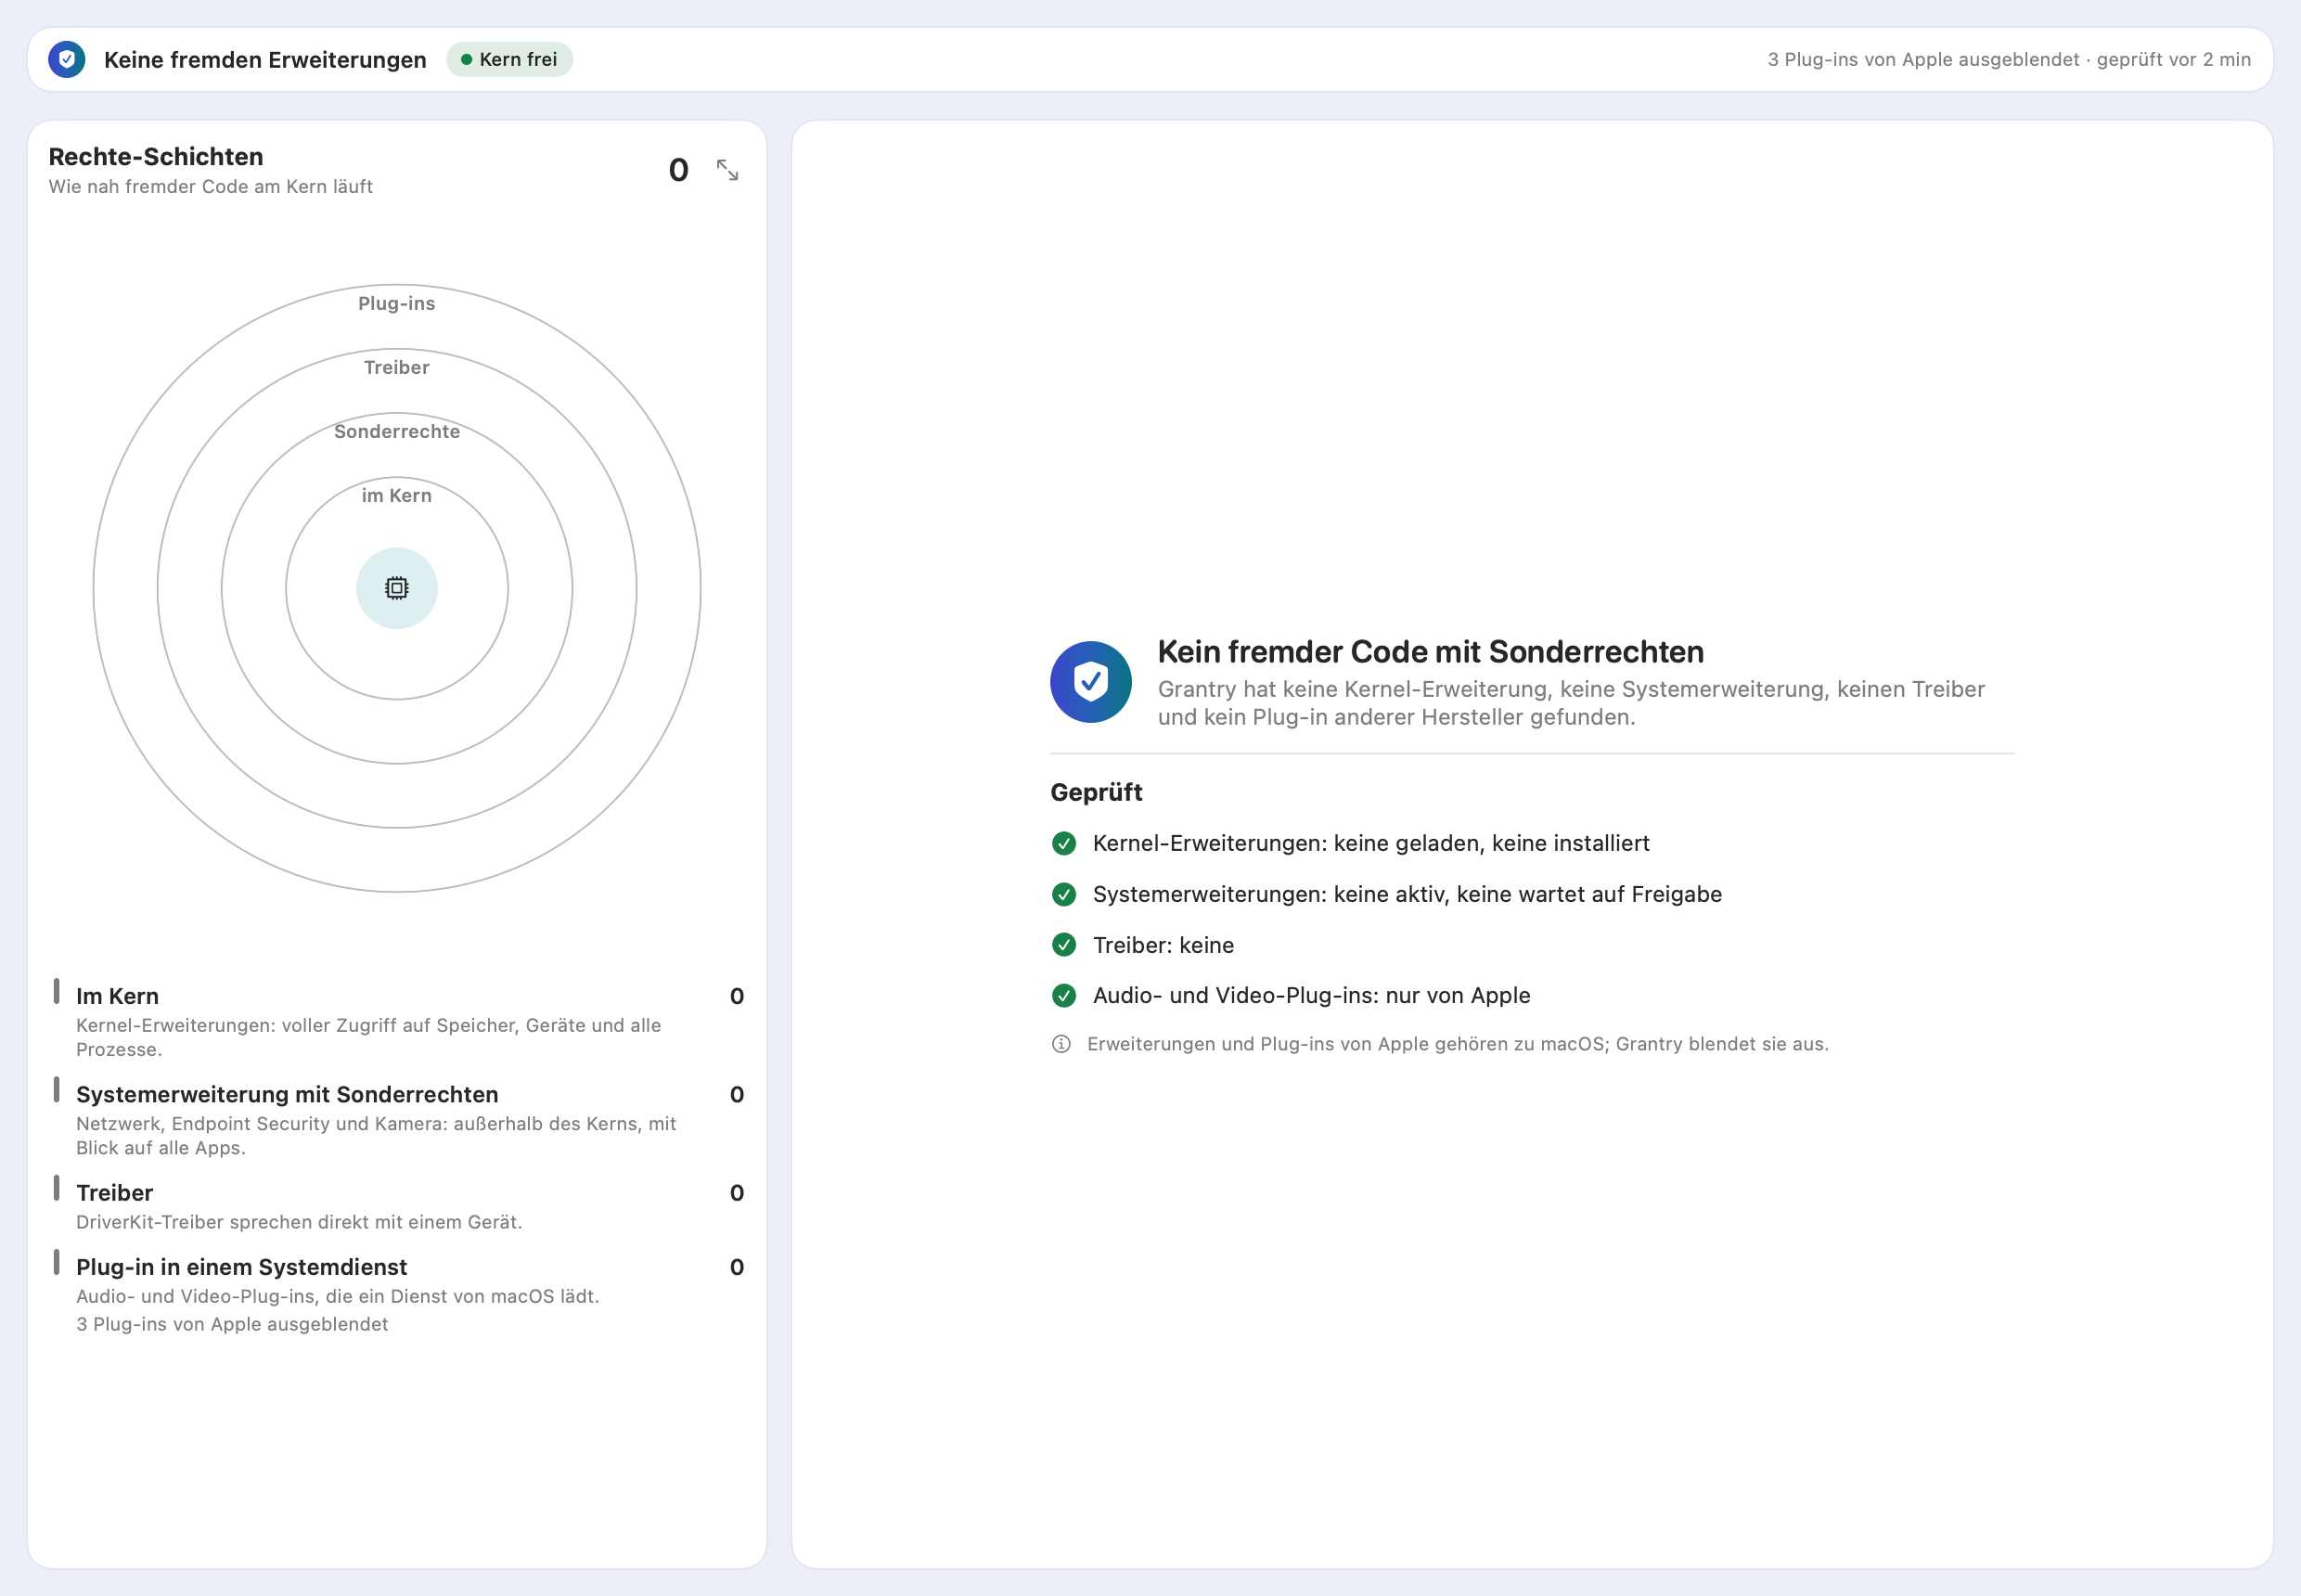 Keine fremden Erweiterungen
Kern frei
3 Plug-ins von Apple ausgeblendet · geprüft vor 2 min
Rechte-Schichten
Wie nah fremder Code am Kern läuft
0
Plug-ins
Treiber
Sonderrechte
im Kern
Im Kern
0
Kernel-Erweiterungen: voller Zugriff auf Speicher, Geräte und alle
Prozesse.
Systemerweiterung mit Sonderrechten
0
Netzwerk, Endpoint Security und Kamera: außerhalb des Kerns, mit
Blick auf alle Apps.
Treiber
0
DriverKit-Treiber sprechen direkt mit einem Gerät.
Plug-in in einem Systemdienst
0
Audio- und Video-Plug-ins, die ein Dienst von macOS lädt.
3 Plug-ins von Apple ausgeblendet
Kein fremder Code mit Sonderrechten
Grantry hat keine Kernel-Erweiterung, keine Systemerweiterung, keinen Treiber
und kein Plug-in anderer Hersteller gefunden.
Geprüft
Kernel-Erweiterungen: keine geladen, keine installiert
Systemerweiterungen: keine aktiv, keine wartet auf Freigabe
Treiber: keine
Audio- und Video-Plug-ins: nur von Apple
Erweiterungen und Plug-ins von Apple gehören zu macOS; Grantry blendet sie aus.